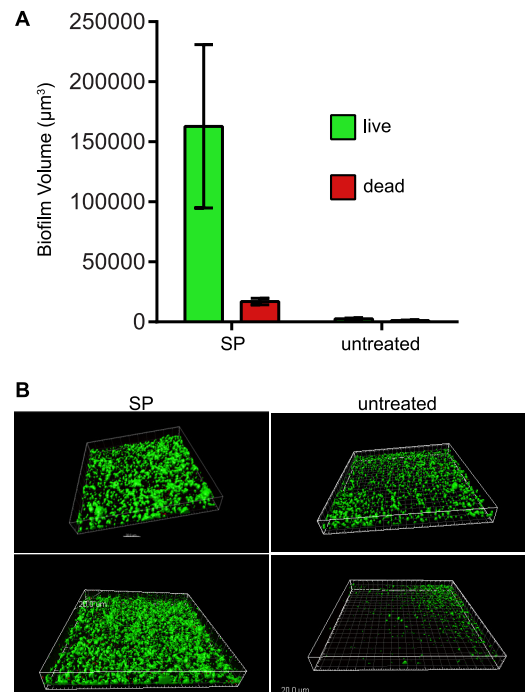 A
Biofilm Volume (µm³)
250000
200000
150000
100000
50000
0
live
dead
SP
untreated
B
SP
untreated
20.0 µm
20.0 µm